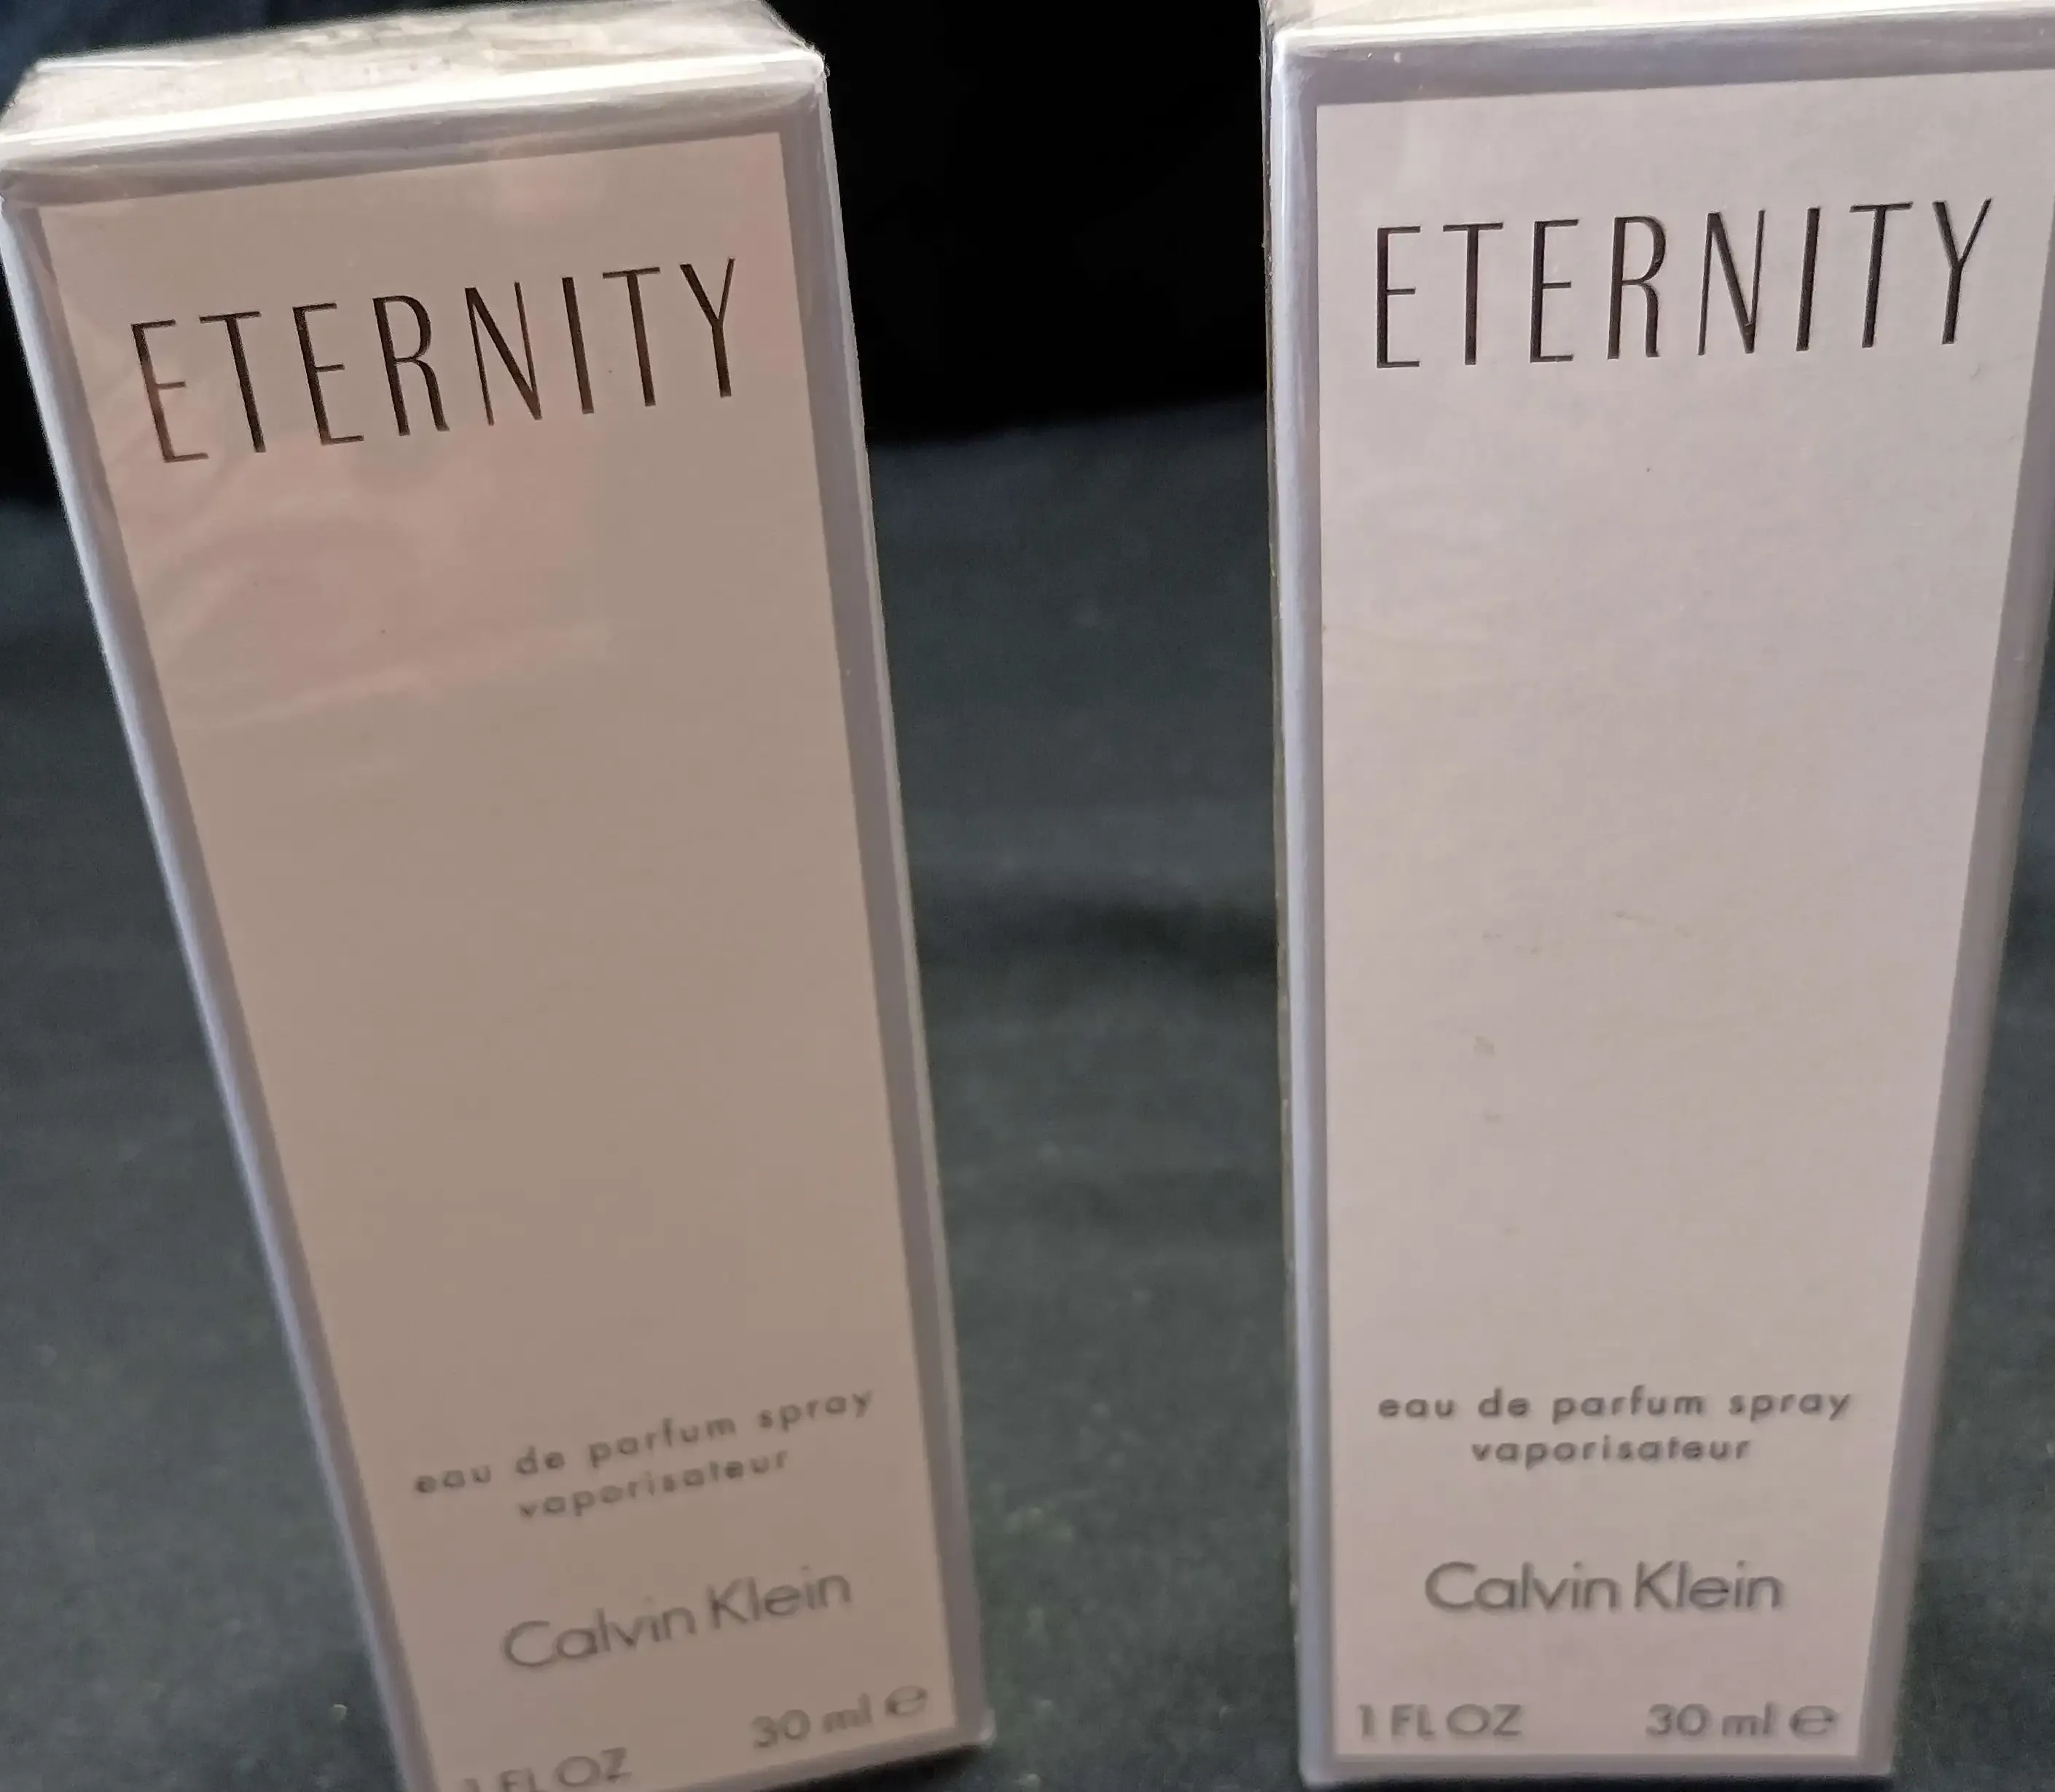 ETERNITY
eau de parfum spray
vaporisateur
Calvin Klein
1 FL OZ 30 ml e
ETERNITY
eau de parfum spray
vaporisateur
Calvin Klein
1 FL OZ 30 ml e